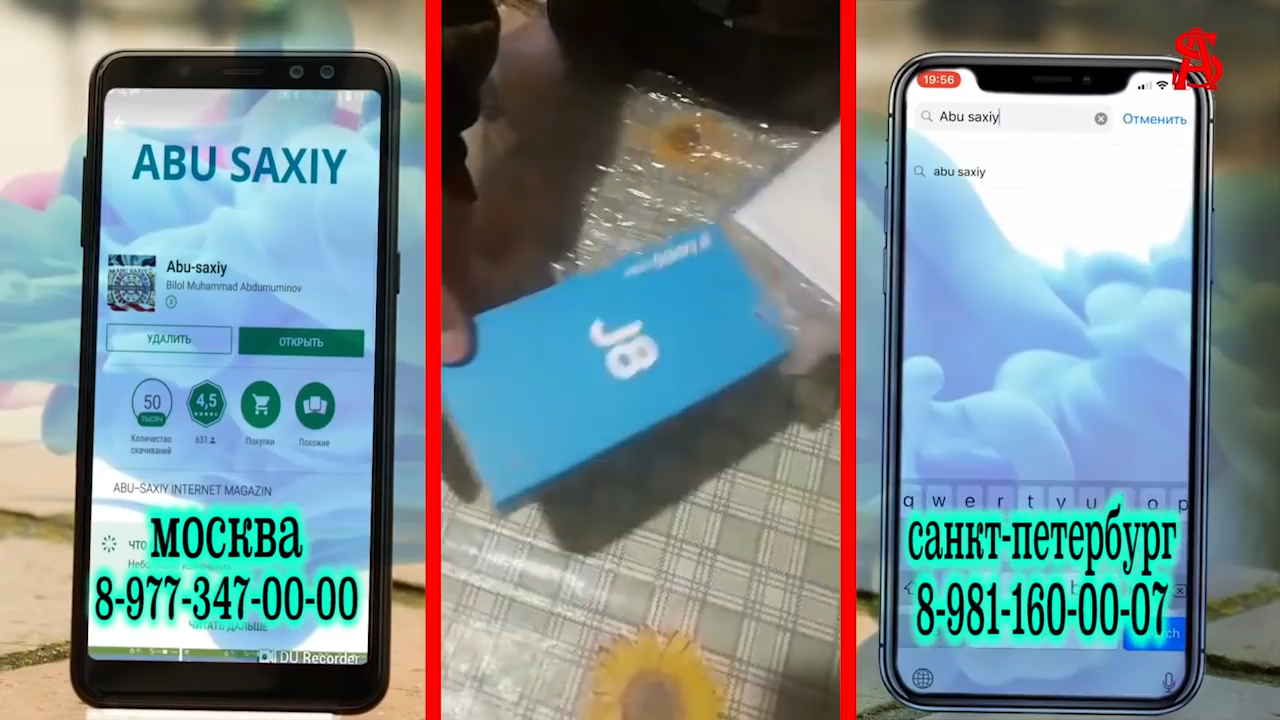 ABU SAXIY
Abu-saxiy
Bilol Muhammad Abdumuminov
3
УДАЛИТЬ
ОТКРЫТЬ
50
ТЫСЯЧ
4,5
Количество
скачиваний
631
Покупки
Похожие
ABU-SAXIY INTERNET MAGAZIN
ЧТО
москва
8-977-347-00-00
ЧИТАТЬ ДАЛЬШЕ
DU Recorder
J8
19:56
Abu saxiy
Отменить
abu saxiy
q w e r t y u o p
санкт-петербург
8-981-160-00-07